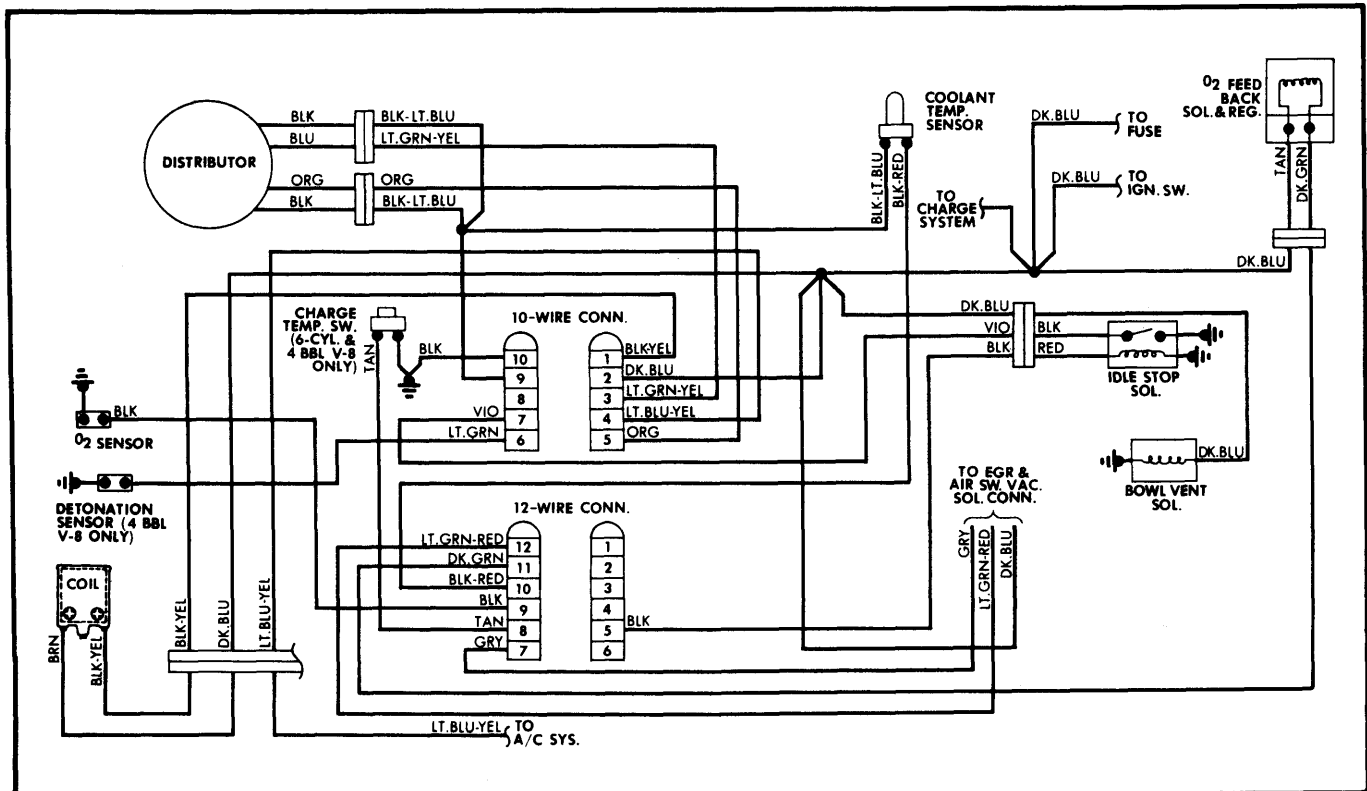 BLK
BLU
ORG
BLK
DISTRIBUTOR
BLK-LT.BLU
LT.GRN-YEL
ORG
BLK-LT.BLU
COOLANT
TEMP.
SENSOR
BLK-LT.BLU
BLK-RED
DK.BLU
TO
FUSE
DK.BLU
TO
IGN. SW.
TO
CHARGE
SYSTEM
O2 FEED
BACK
SOL. & REG.
TAN
DK.GRN
DK.BLU
CHARGE
TEMP. SW.
(6-CYL. &
4 BBL V-8
ONLY)
TAN
BLK
10-WIRE CONN.
10
9
8
7
6
VIO
LT.GRN
1
2
3
4
5
BLK-YEL
DK.BLU
LT.GRN-YEL
LT.BLU-YEL
ORG
DK.BLU
VIO
BLK
BLK
RED
IDLE STOP
SOL.
DK.BLU
BOWL VENT
SOL.
BLK
O2 SENSOR
DETONATION
SENSOR (4 BBL
V-8 ONLY)
12-WIRE CONN.
LT.GRN-RED
DK.GRN
BLK-RED
BLK
TAN
GRY
12
11
10
9
8
7
1
2
3
4
5
6
BLK
TO EGR &
AIR SW. VAC.
SOL. CONN.
GRY
LT.GRN-RED
DK.BLU
COIL
BRN
BLK-YEL
BLK-YEL
DK.BLU
LT.BLU-YEL
LT.BLU-YEL
TO
A/C SYS.